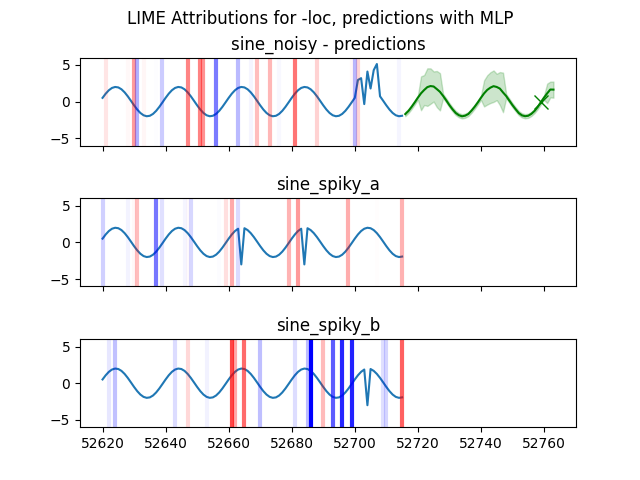 LIME Attributions for -loc, predictions with MLP
sine_noisy - predictions
5
0
−5
sine_spiky_a
5
0
−5
sine_spiky_b
5
0
−5
52620 52640 52660 52680 52700 52720 52740 52760